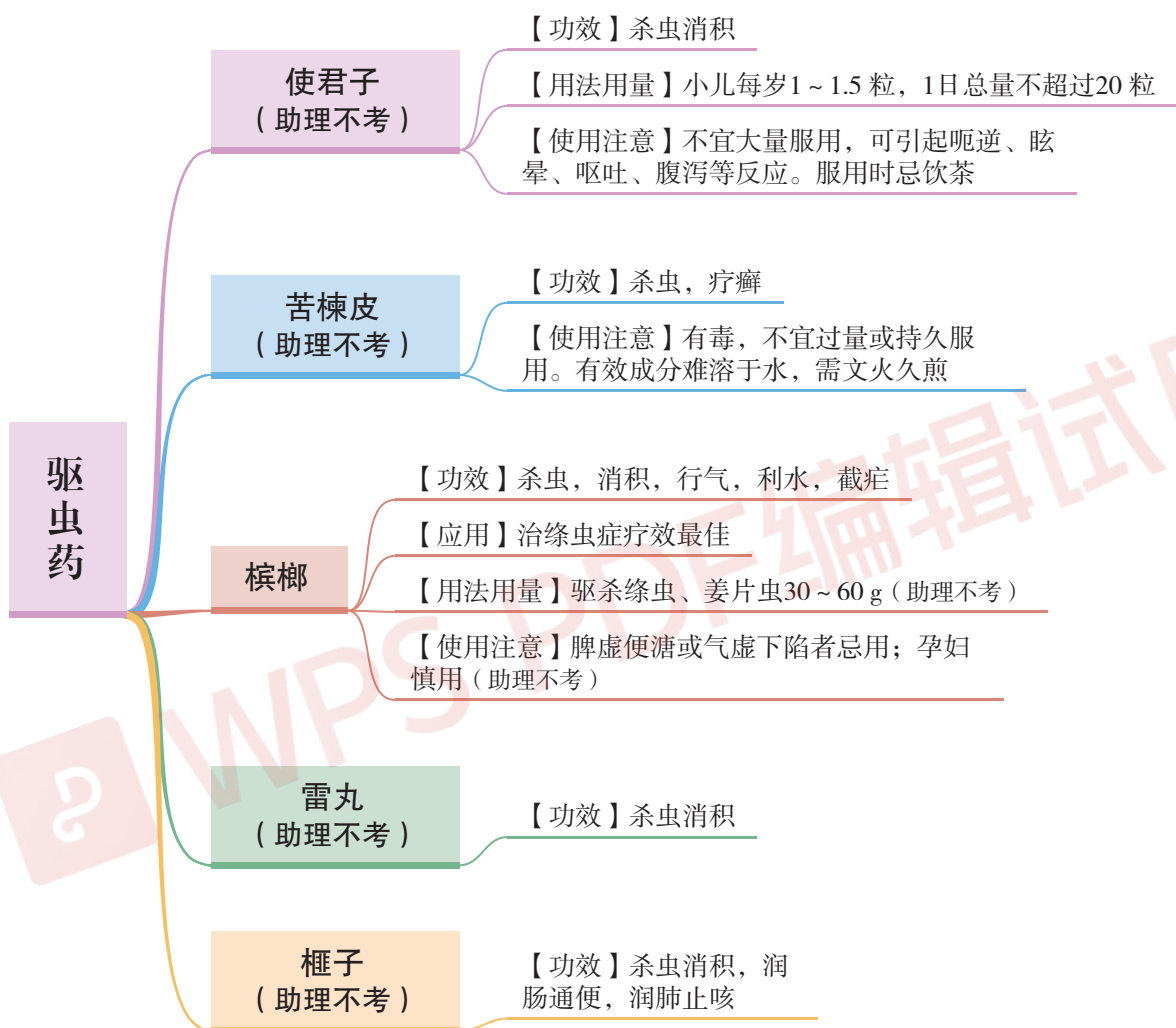 驱
虫
药
使君子
（助理不考）
【功效】杀虫消积
【用法用量】小儿每岁1～1.5 粒，1日总量不超过20 粒
【使用注意】不宜大量服用，可引起呃逆、眩
晕、呕吐、腹泻等反应。服用时忌饮茶
苦楝皮
（助理不考）
【功效】杀虫，疗癣
【使用注意】有毒，不宜过量或持久服
用。有效成分难溶于水，需文火久煎
槟榔
【功效】杀虫，消积，行气，利水，截疟
【应用】治绦虫症疗效最佳
【用法用量】驱杀绦虫、姜片虫30～60 g（助理不考）
【使用注意】脾虚便溏或气虚下陷者忌用；孕妇
慎用（助理不考）
雷丸
（助理不考）
【功效】杀虫消积
榧子
（助理不考）
【功效】杀虫消积，润
肠通便，润肺止咳
WPS PDF编辑试